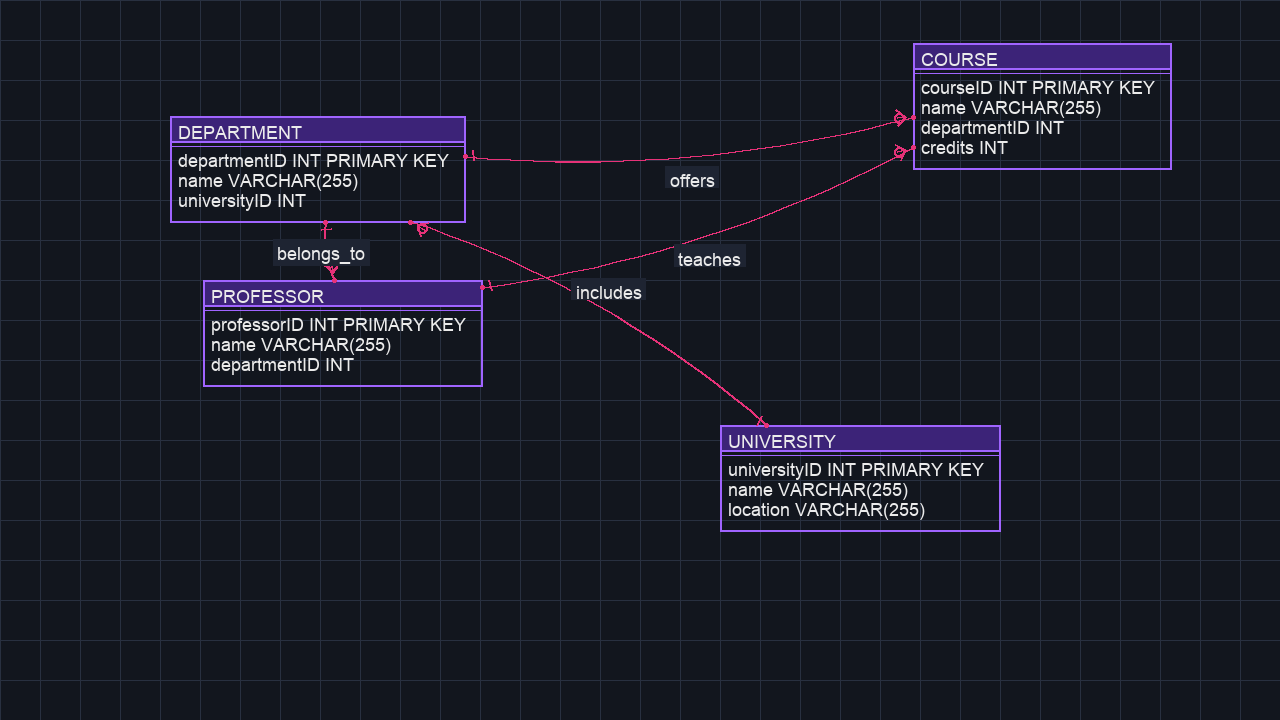 COURSE
courseID INT PRIMARY KEY
name VARCHAR(255)
departmentID INT
credits INT
DEPARTMENT
departmentID INT PRIMARY KEY
name VARCHAR(255)
universityID INT
offers
belongs_to
teaches
includes
PROFESSOR
professorID INT PRIMARY KEY
name VARCHAR(255)
departmentID INT
UNIVERSITY
universityID INT PRIMARY KEY
name VARCHAR(255)
location VARCHAR(255)